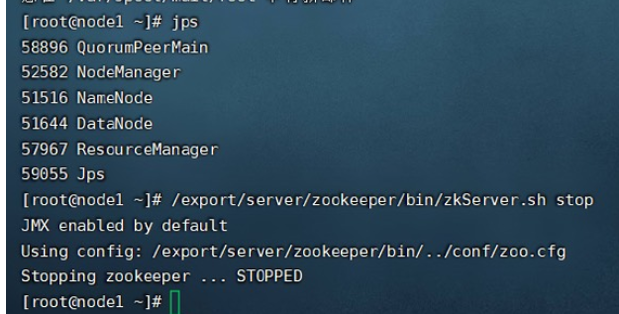 [root@node1 ~]# jps
58896 QuorumPeerMain
52582 NodeManager
51516 NameNode
51644 DataNode
57967 ResourceManager
59055 Jps
[root@node1 ~]# /export/server/zookeeper/bin/zkServer.sh stop
JMX enabled by default
Using config: /export/server/zookeeper/bin/../conf/zoo.cfg
Stopping zookeeper ... STOPPED
[root@node1 ~]#